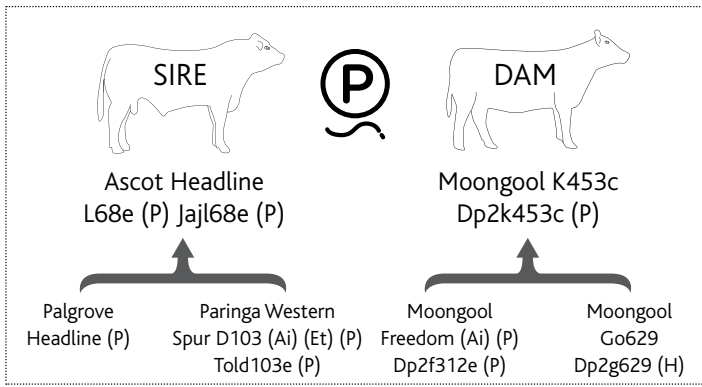 SIRE
P
DAM
Ascot Headline
L68e (P) Jajl68e (P)
Moongool K453c
Dp2k453c (P)
Palgrove
Headline (P)
Paringa Western
Spur D103 (Ai) (Et) (P)
Told103e (P)
Moongool
Freedom (Ai) (P)
Dp2f312e (P)
Moongool
Go629
Dp2g629 (H)